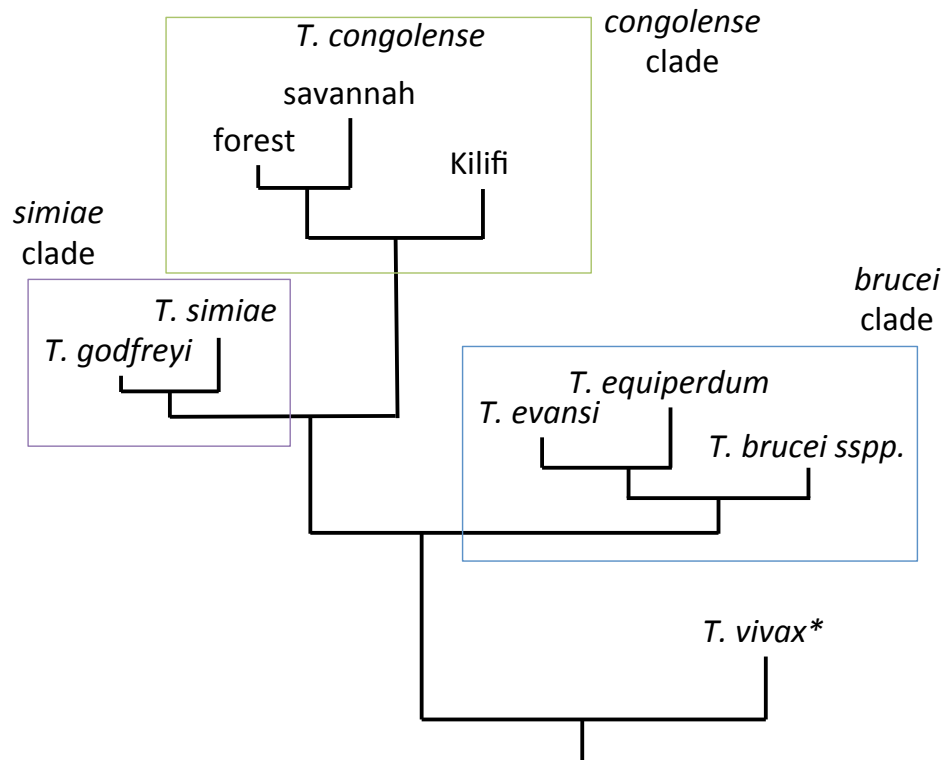 T. congolense
congolense
clade
savannah
forest
Kilifi
simiae
clade
T. simiae
T. godfreyi
brucei
clade
T. equiperdum
T. evansi
T. brucei sspp.
T. vivax*